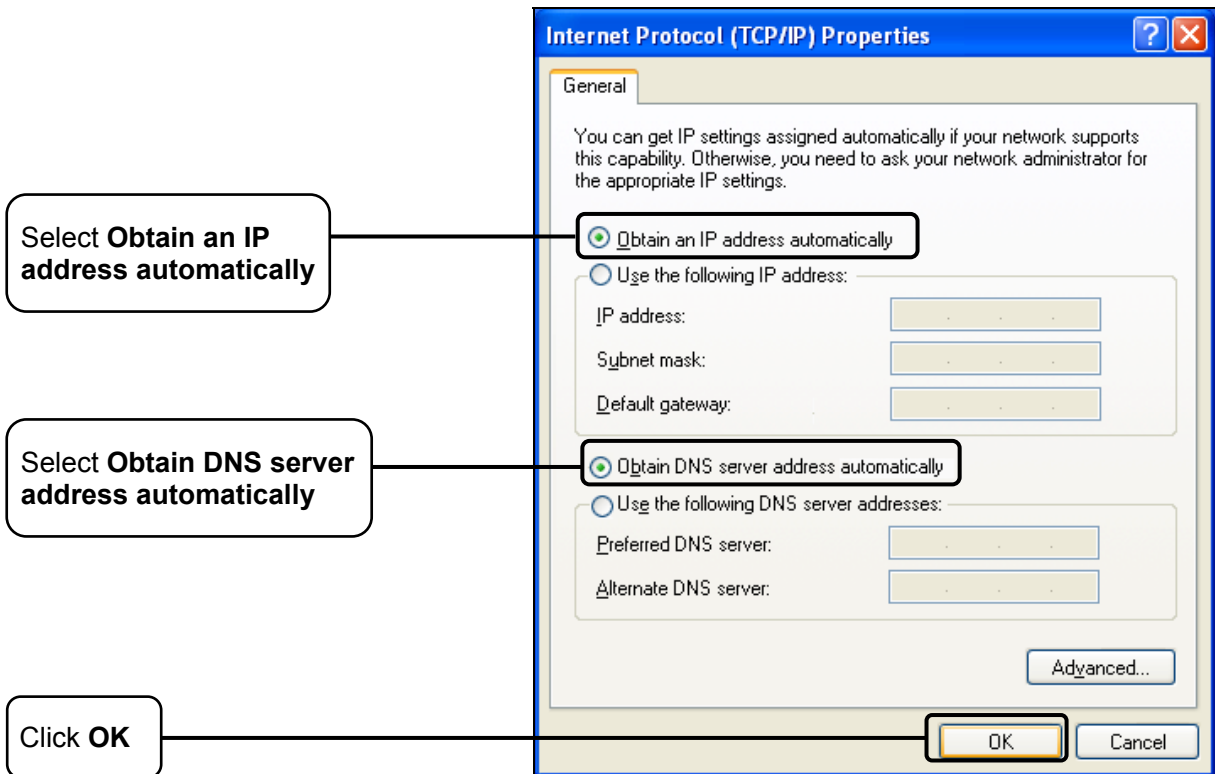 Internet Protocol (TCP/IP) Properties
General
You can get IP settings assigned automatically if your network supports
this capability. Otherwise, you need to ask your network administrator for
the appropriate IP settings.
Select Obtain an IP
address automatically
Obtain an IP address automatically
Use the following IP address:
IP address:
Subnet mask:
Default gateway:
Select Obtain DNS server
address automatically
Obtain DNS server address automatically
Use the following DNS server addresses:
Preferred DNS server:
Alternate DNS server:
Advanced...
Click OK
OK
Cancel